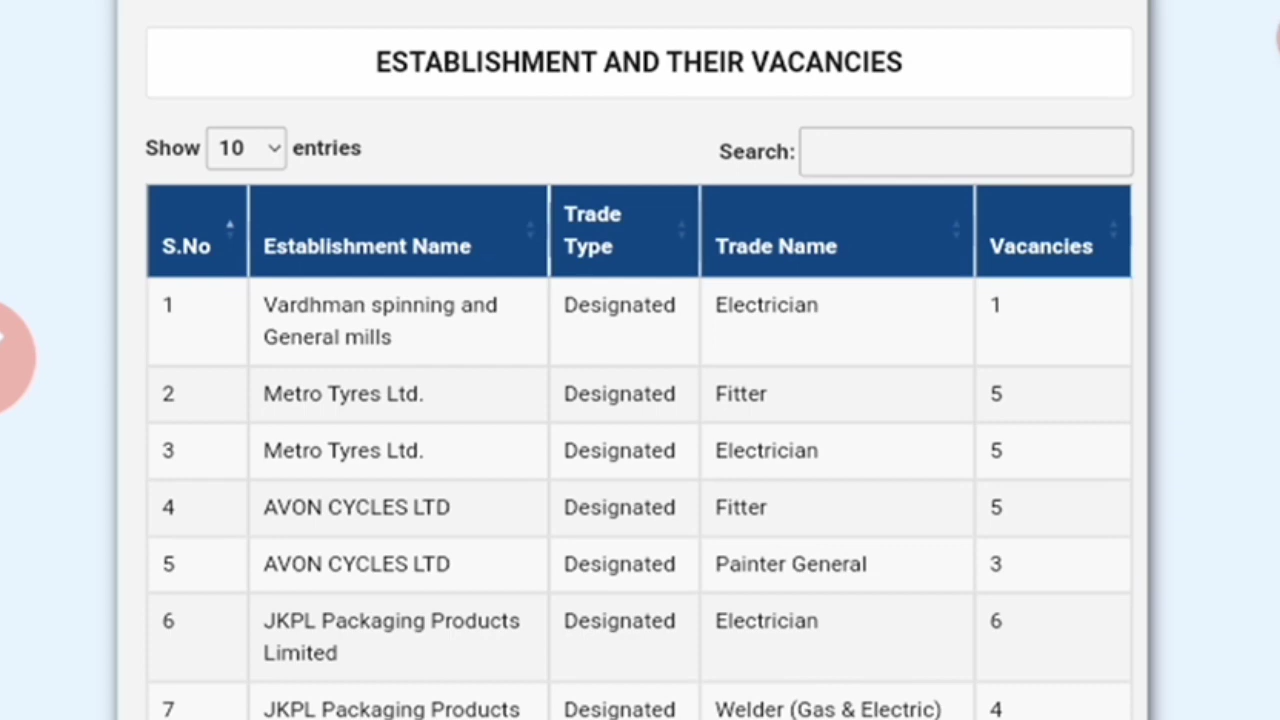 ESTABLISHMENT AND THEIR VACANCIES
Show 10 entries
Search:
S.No Establishment Name Trade Type Trade Name Vacancies
1 Vardhman spinning and General mills Designated Electrician 1
2 Metro Tyres Ltd. Designated Fitter 5
3 Metro Tyres Ltd. Designated Electrician 5
4 AVON CYCLES LTD Designated Fitter 5
5 AVON CYCLES LTD Designated Painter General 3
6 JKPL Packaging Products Limited Designated Electrician 6
7 JKPL Packaging Products Designated Welder (Gas & Electric) 4